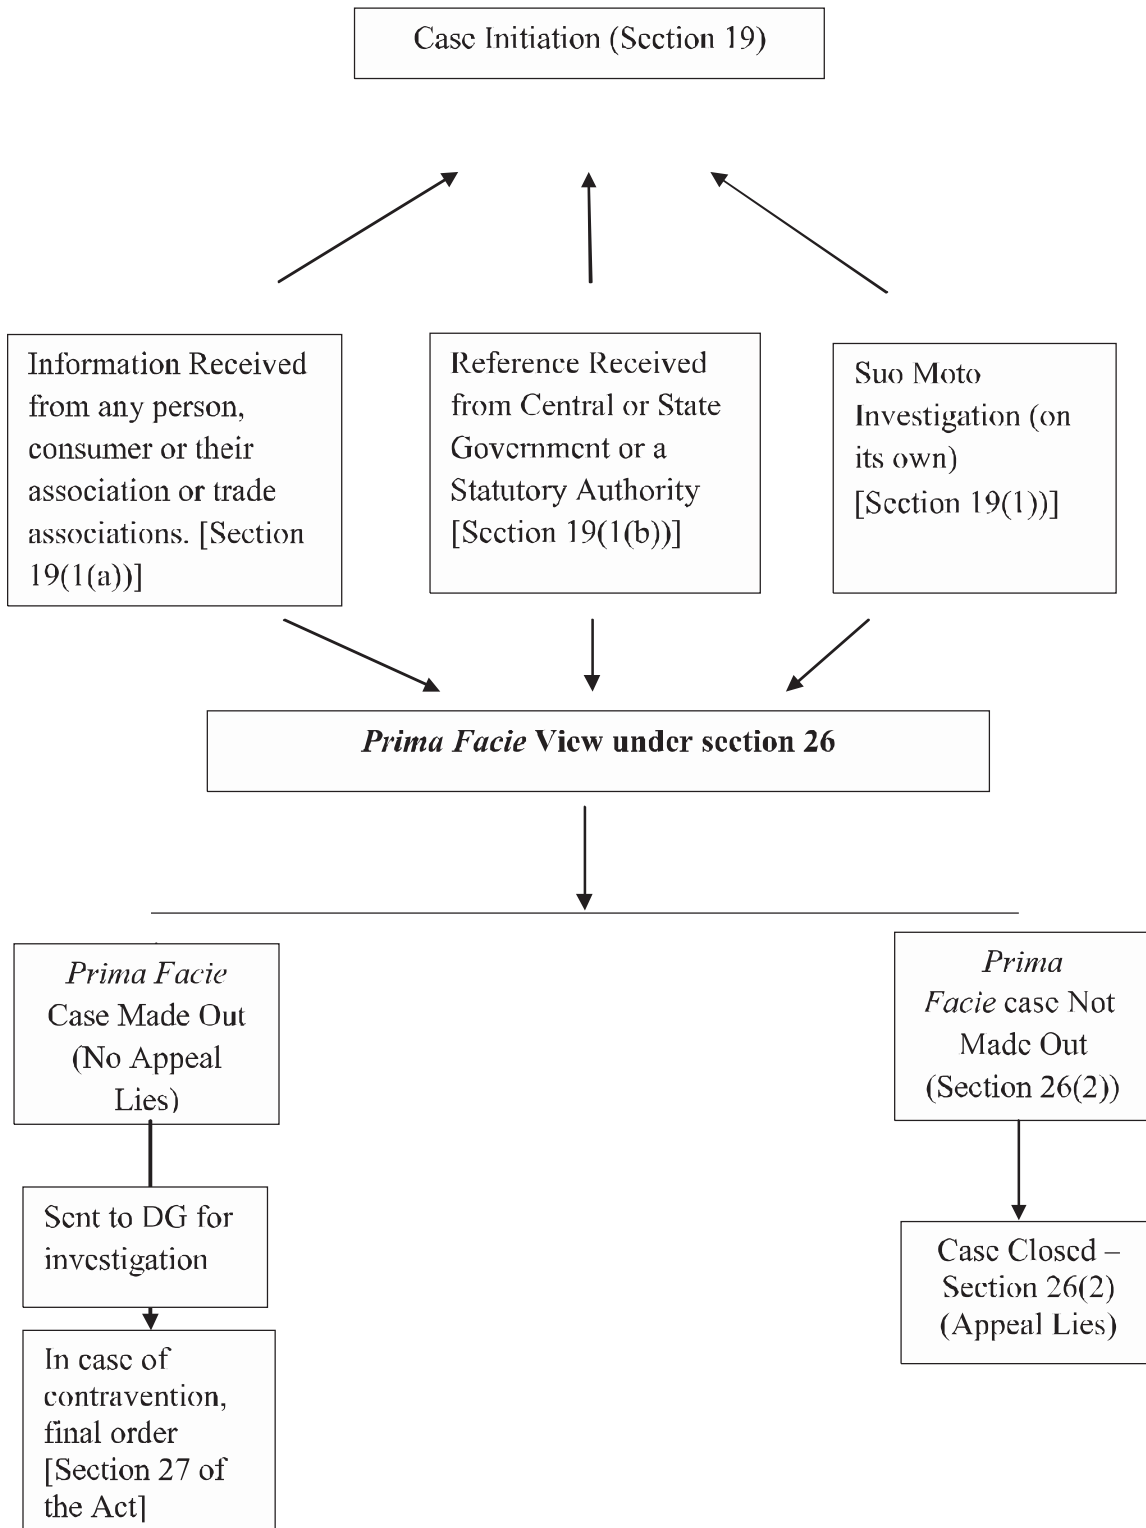 Case Initiation (Section 19)
Information Received
from any person,
consumer or their
association or trade
associations. [Section
19(1(a))]
Reference Received
from Central or State
Government or a
Statutory Authority
[Section 19(1(b))]
Suo Moto
Investigation (on
its own)
[Section 19(1))]
Prima Facie View under section 26
Prima Facie
Case Made Out
(No Appeal
Lies)
Prima
Facie case Not
Made Out
(Section 26(2))
Sent to DG for
investigation
Case Closed –
Section 26(2)
(Appeal Lies)
In case of
contravention,
final order
[Section 27 of
the Act]